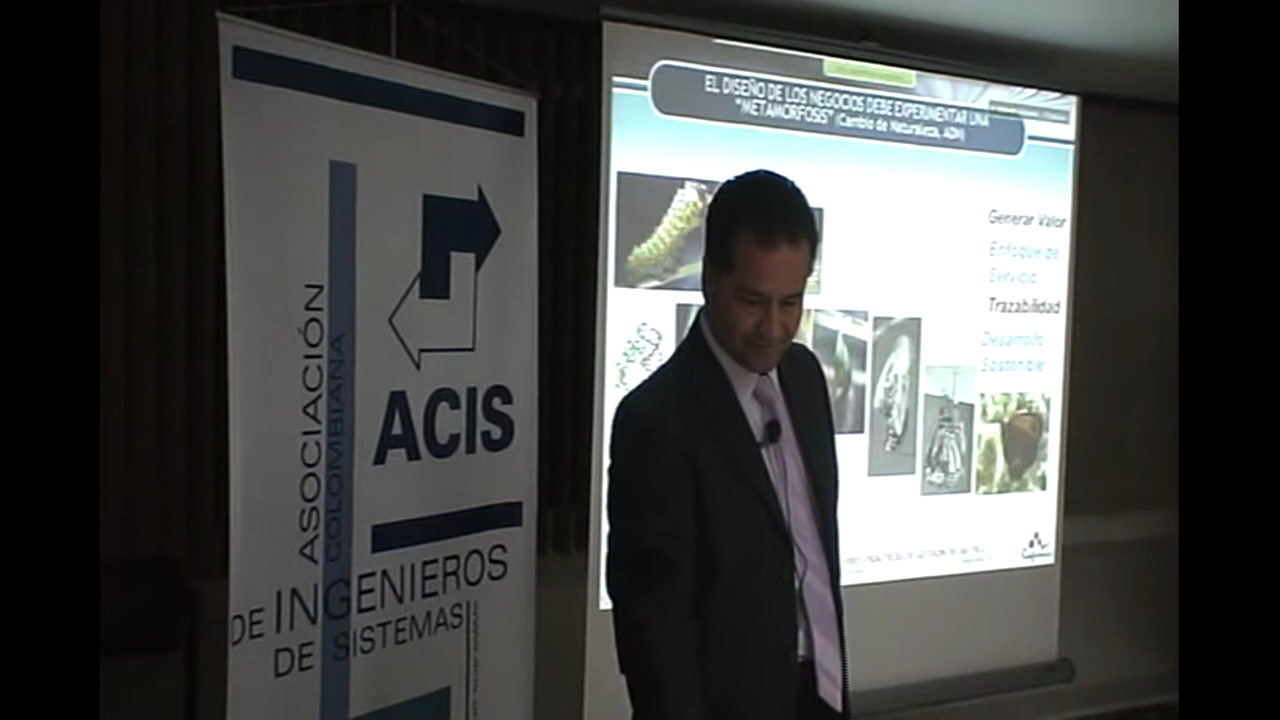 ASOCIACIÓN
COLOMBIANA
ACIS
DE INGENIEROS
DE SISTEMAS
EL DISEÑO DE LOS NEGOCIOS DEBE EXPERIMENTAR UNA
"METAMORFOSIS" (Cambio de Naturaleza, ADN)
Generar Valor
Enfoque de
Servicio
Trazabilidad
Desarrollo
Sostenible